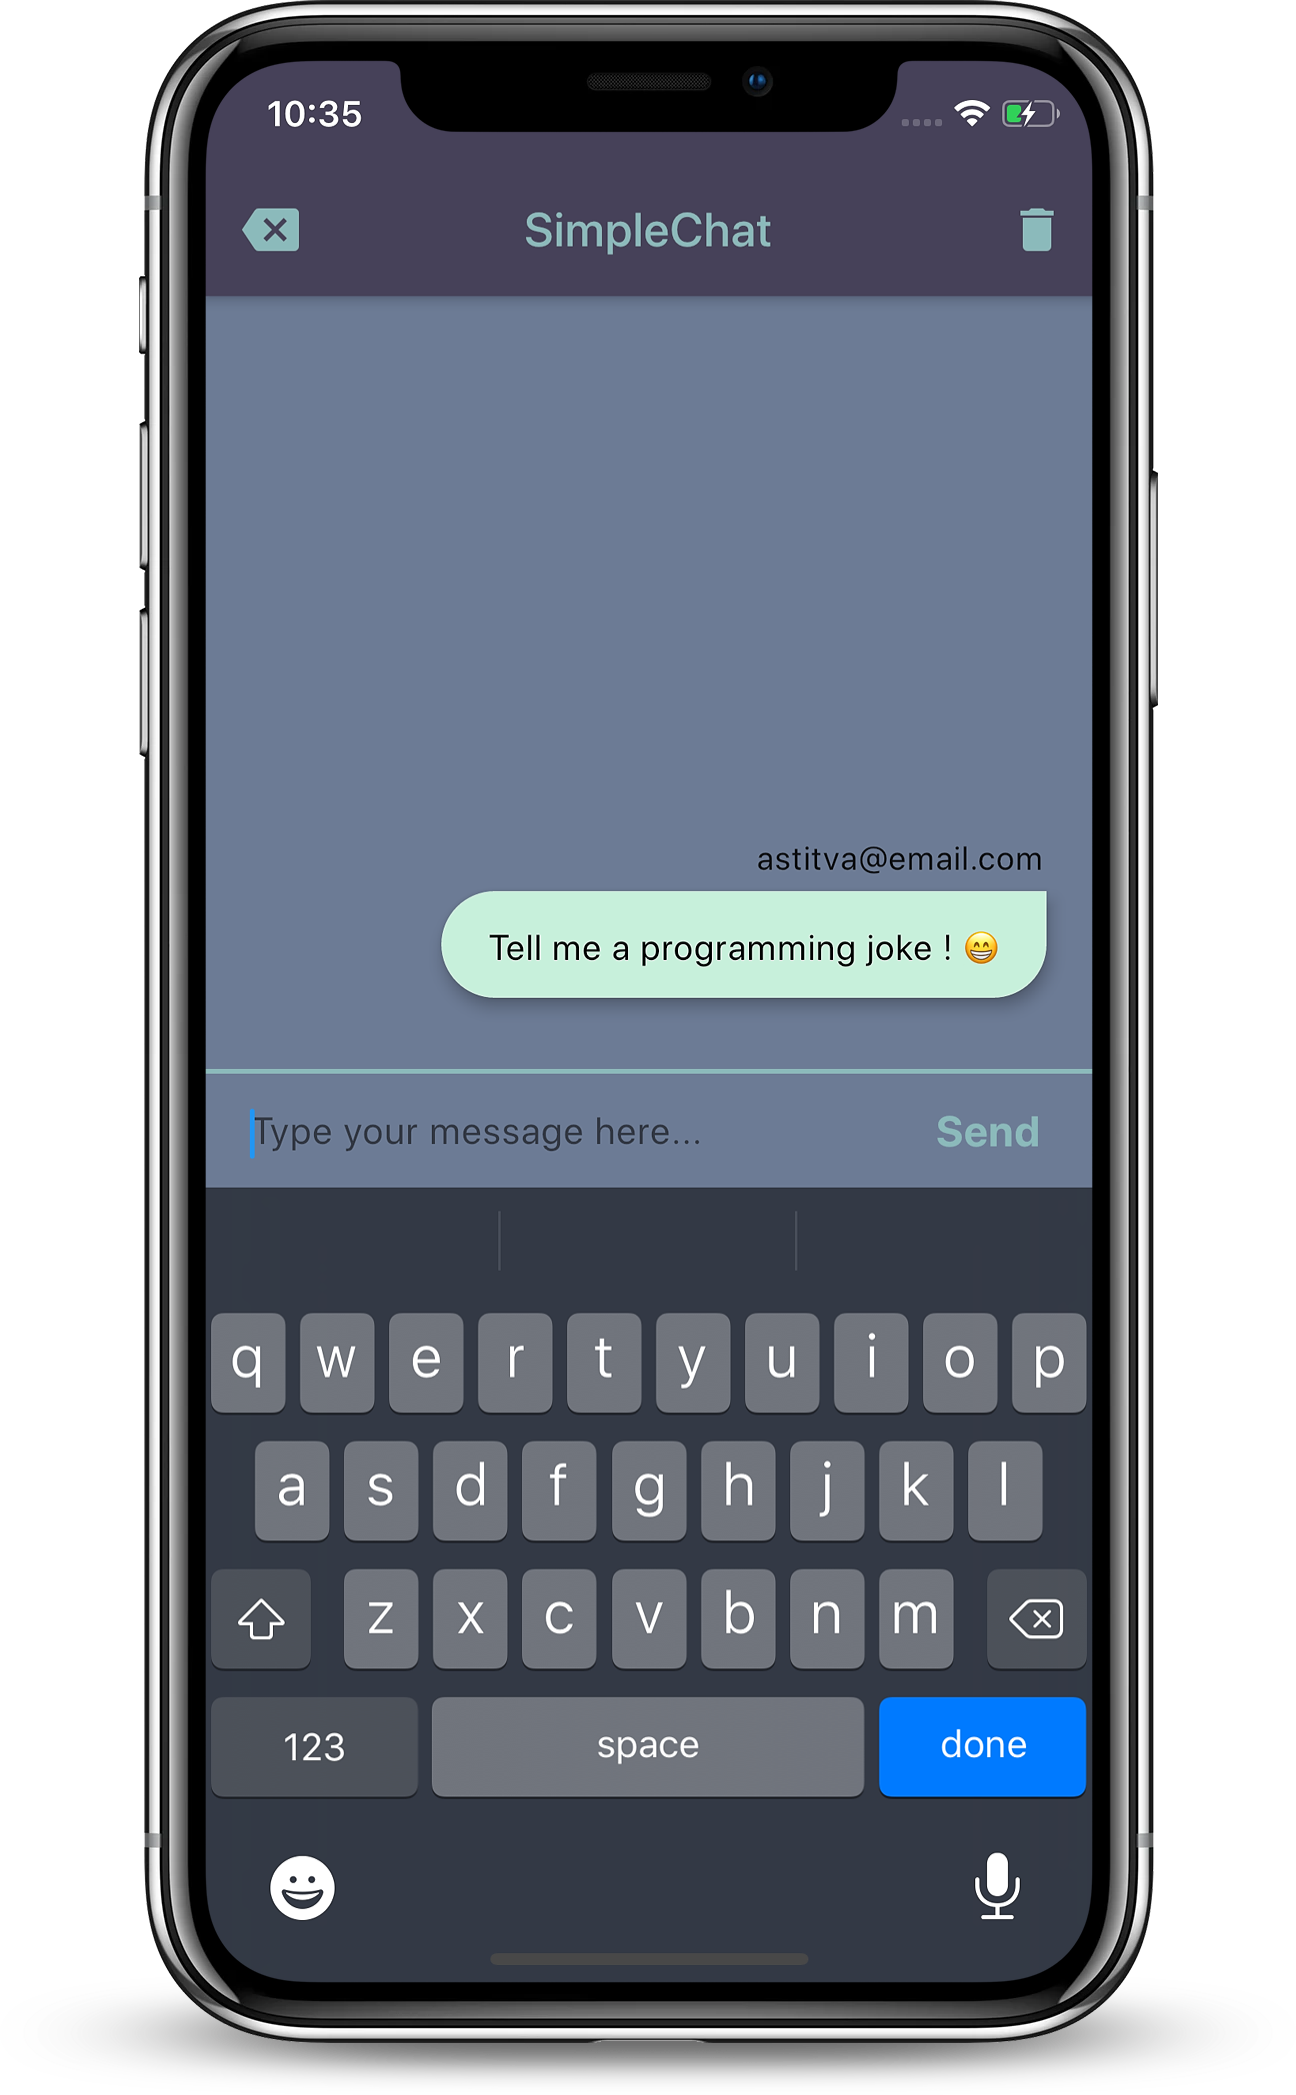 10:35
SimpleChat
astitva@email.com
Tell me a programming joke ! 😁
Type your message here...
Send
q w e r t y u i o p
a s d f g h j k l
z x c v b n m
123 space done